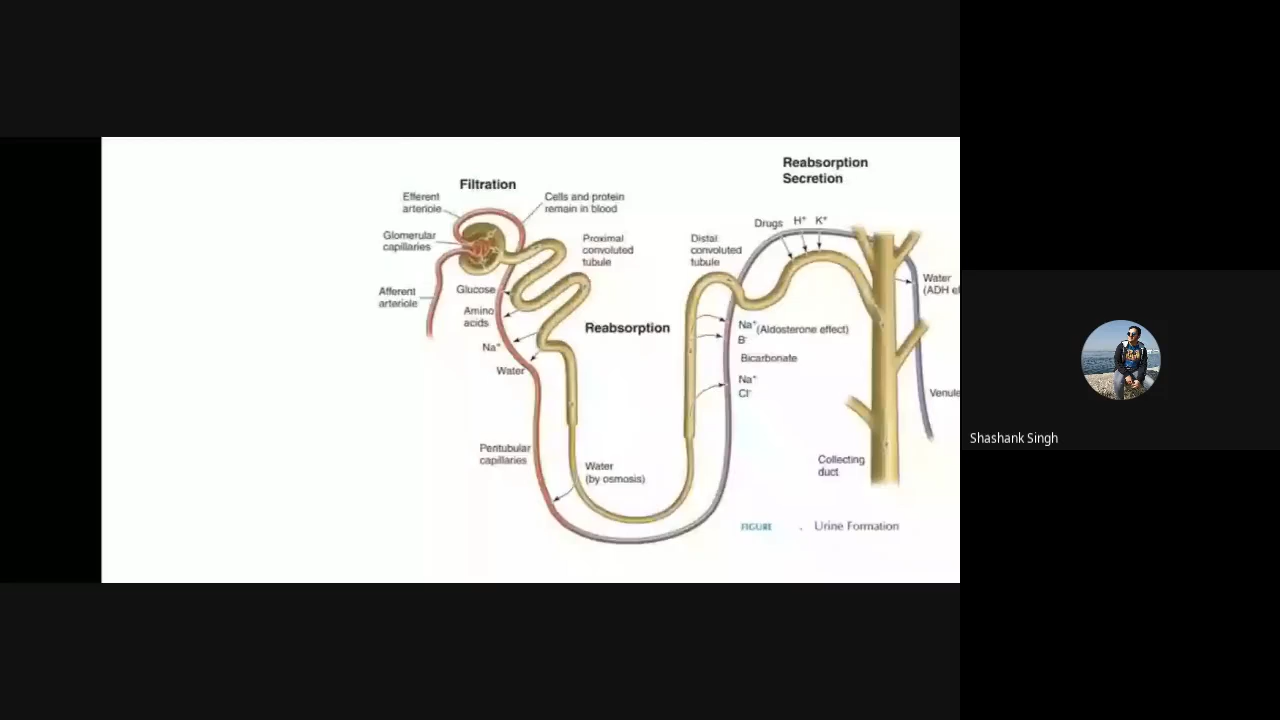 Reabsorption
Secretion
Filtration
Efferent
arteriole
Cells and protein
remain in blood
Glomerular
capillaries
Proximal
convoluted
tubule
Distal
convoluted
tubule
Drugs H⁺ K⁺
Water
(ADH
Afferent
arteriole
Glucose
Amino
acids
Na⁺
Water
Reabsorption
Na⁺ (Aldosterone effect)
B⁻
Bicarbonate
Na⁺
Cl⁻
Venule
Peritubular
capillaries
Water
(by osmosis)
Collecting
duct
FIGURE . Urine Formation
Shashank Singh